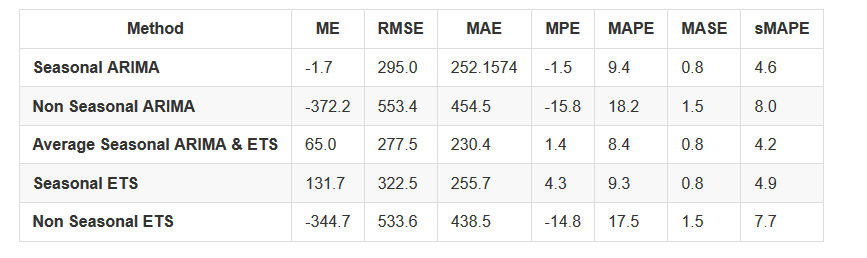 Method ME RMSE MAE MPE MAPE MASE sMAPE
Seasonal ARIMA -1.7 295.0 252.1574 -1.5 9.4 0.8 4.6
Non Seasonal ARIMA -372.2 553.4 454.5 -15.8 18.2 1.5 8.0
Average Seasonal ARIMA & ETS 65.0 277.5 230.4 1.4 8.4 0.8 4.2
Seasonal ETS 131.7 322.5 255.7 4.3 9.3 0.8 4.9
Non Seasonal ETS -344.7 533.6 438.5 -14.8 17.5 1.5 7.7